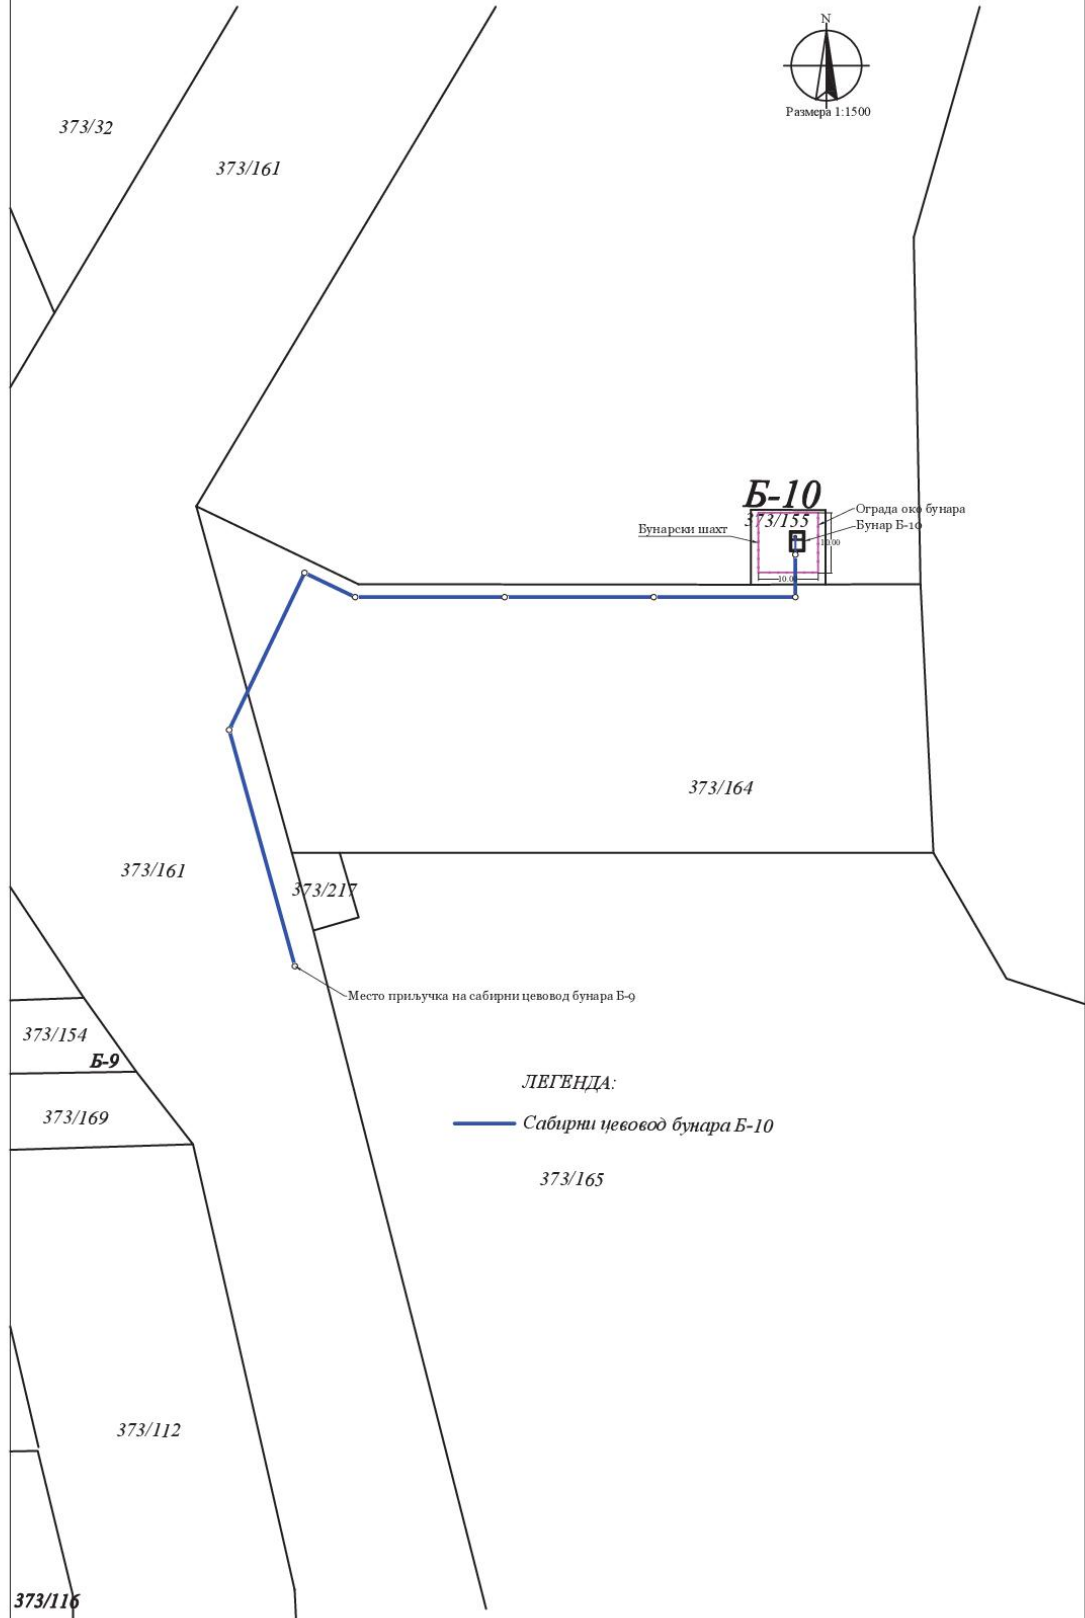 N
Размера 1:1500
373/32
373/161
Б-10
373/155
Ограда око бунара
Бунарски шахт
Бунар Б-10
10.00
10.00
373/164
373/161
373/217
Место прикључка на сабирни цевовод бунара Б-9
373/154
Б-9
373/169
ЛЕГЕНДА:
Сабирни цевовод бунара Б-10
373/165
373/112
373/116